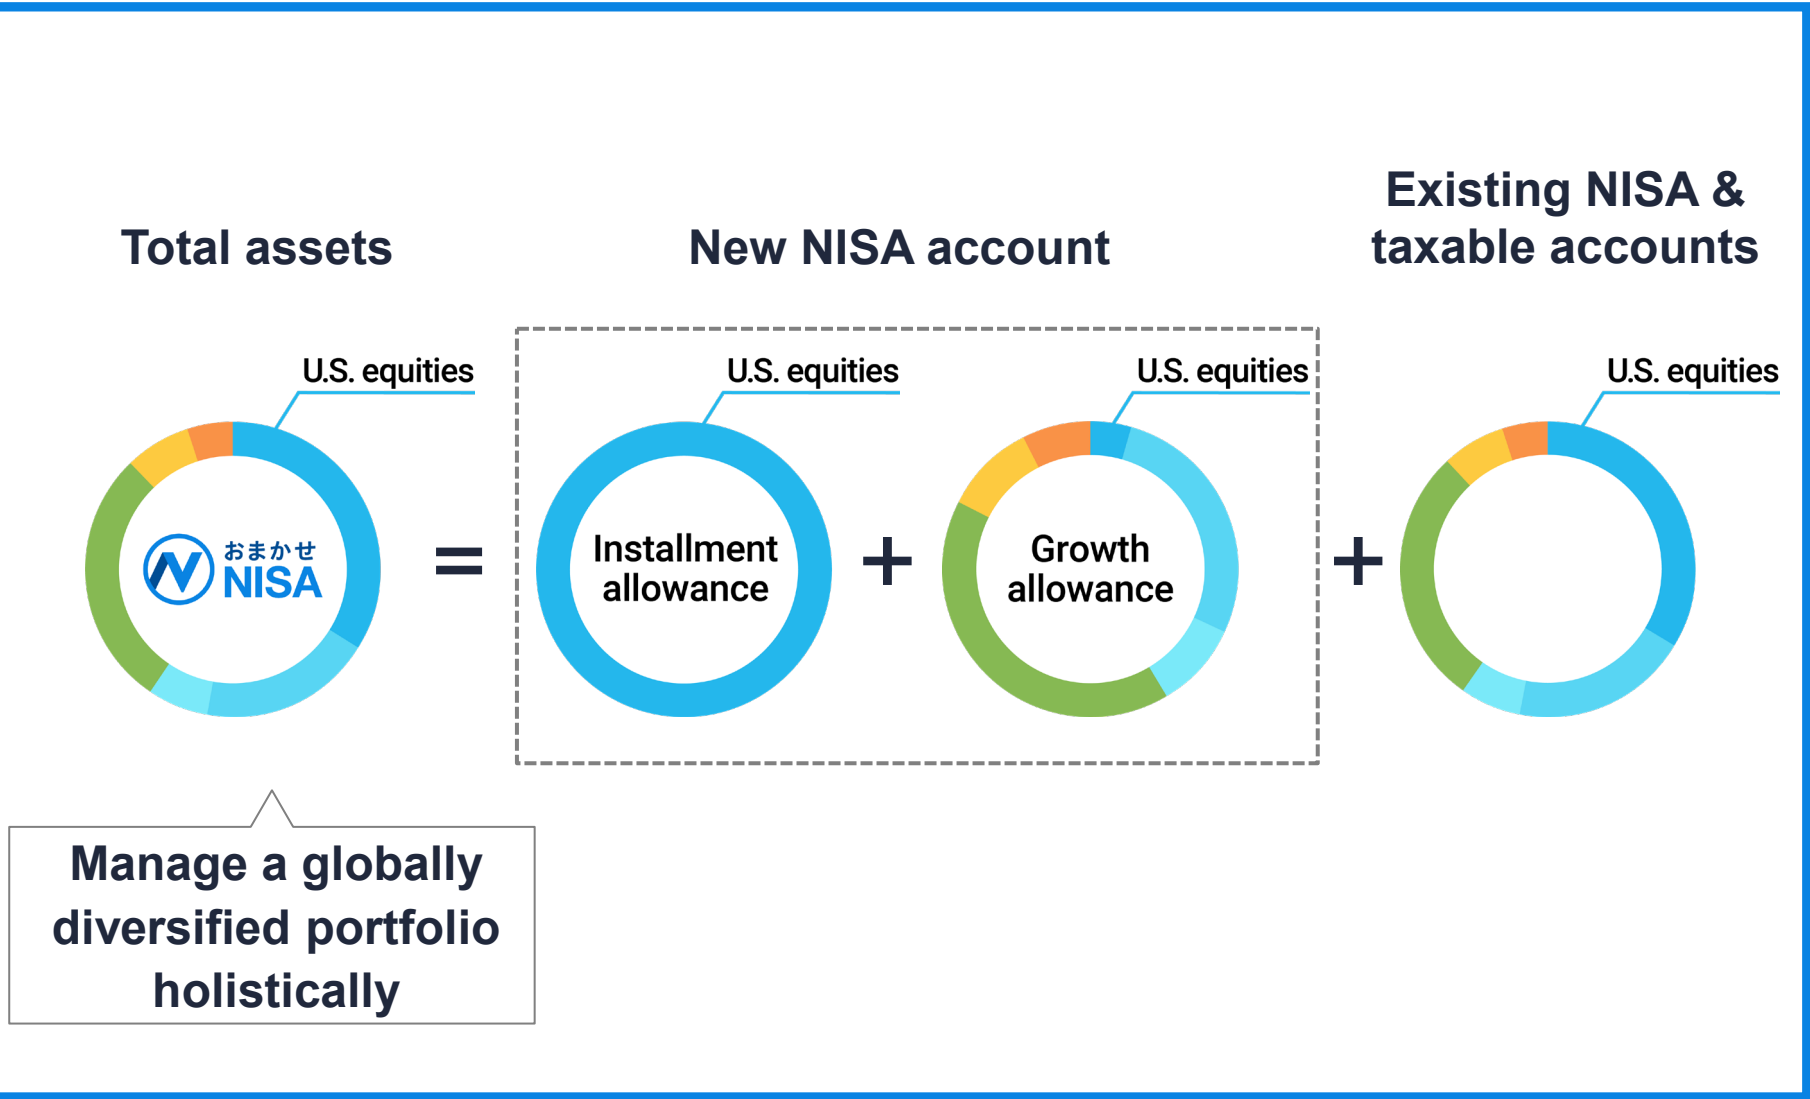 Total assets
New NISA account
Existing NISA &
taxable accounts
U.S. equities
U.S. equities
U.S. equities
U.S. equities
おまかせ
NISA
=
Installment
allowance
+
Growth
allowance
+
Manage a globally
diversified portfolio
holistically